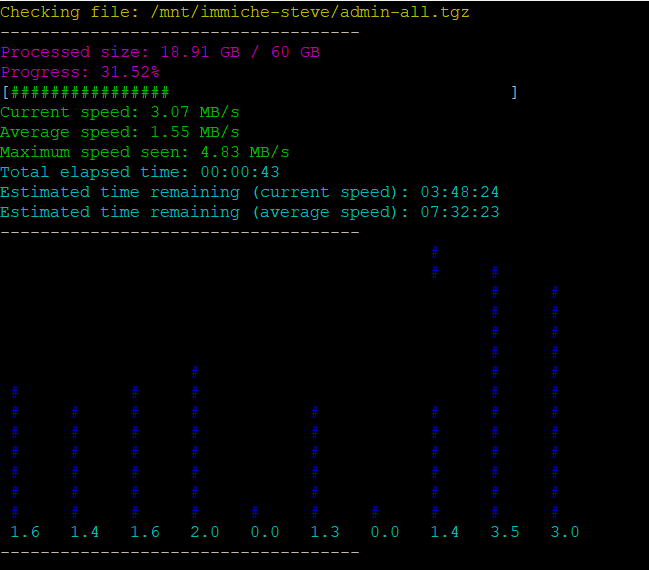 Checking file: /mnt/immiche-steve/admin-all.tgz
------------------------------------
Processed size: 18.91 GB / 60 GB
Progress: 31.52%
[################                                  ]
Current speed: 3.07 MB/s
Average speed: 1.55 MB/s
Maximum speed seen: 4.83 MB/s
Total elapsed time: 00:00:43
Estimated time remaining (current speed): 03:48:24
Estimated time remaining (average speed): 07:32:23
------------------------------------
                                           #
                                           #     #
                                                 #     #
                                                 #     #
                                                 #     #
                                                 #     #
                   #                             #     #
 #           #     #                             #     #
 #     #     #     #           #           #     #     #
 #     #     #     #           #           #     #     #
 #     #     #     #           #           #     #     #
 #     #     #     #           #           #     #     #
 #     #     #     #           #           #     #     #
 #     #     #     #     #     #     #     #     #     #
 1.6   1.4   1.6   2.0   0.0   1.3   0.0   1.4   3.5   3.0
------------------------------------